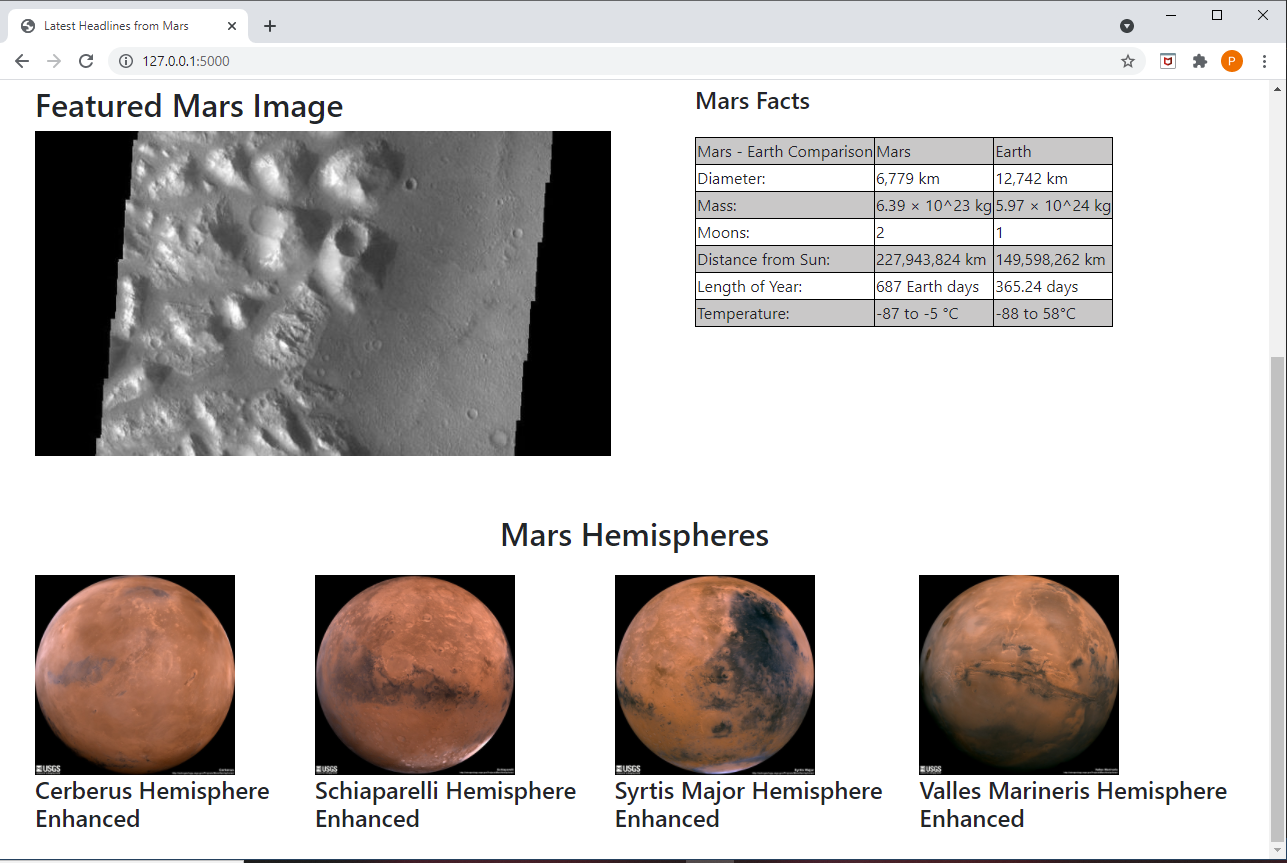 Latest Headlines from Mars
127.0.0.1:5000
P
Featured Mars Image
Mars Facts
Mars - Earth Comparison Mars Earth
Diameter: 6,779 km 12,742 km
Mass: 6.39 × 10^23 kg 5.97 × 10^24 kg
Moons: 2 1
Distance from Sun: 227,943,824 km 149,598,262 km
Length of Year: 687 Earth days 365.24 days
Temperature: -87 to -5 °C -88 to 58°C
Mars Hemispheres
USGS
USGS
USGS Syrtis Major
USGS
Cerberus Hemisphere
Enhanced
Schiaparelli Hemisphere
Enhanced
Syrtis Major Hemisphere
Enhanced
Valles Marineris Hemisphere
Enhanced